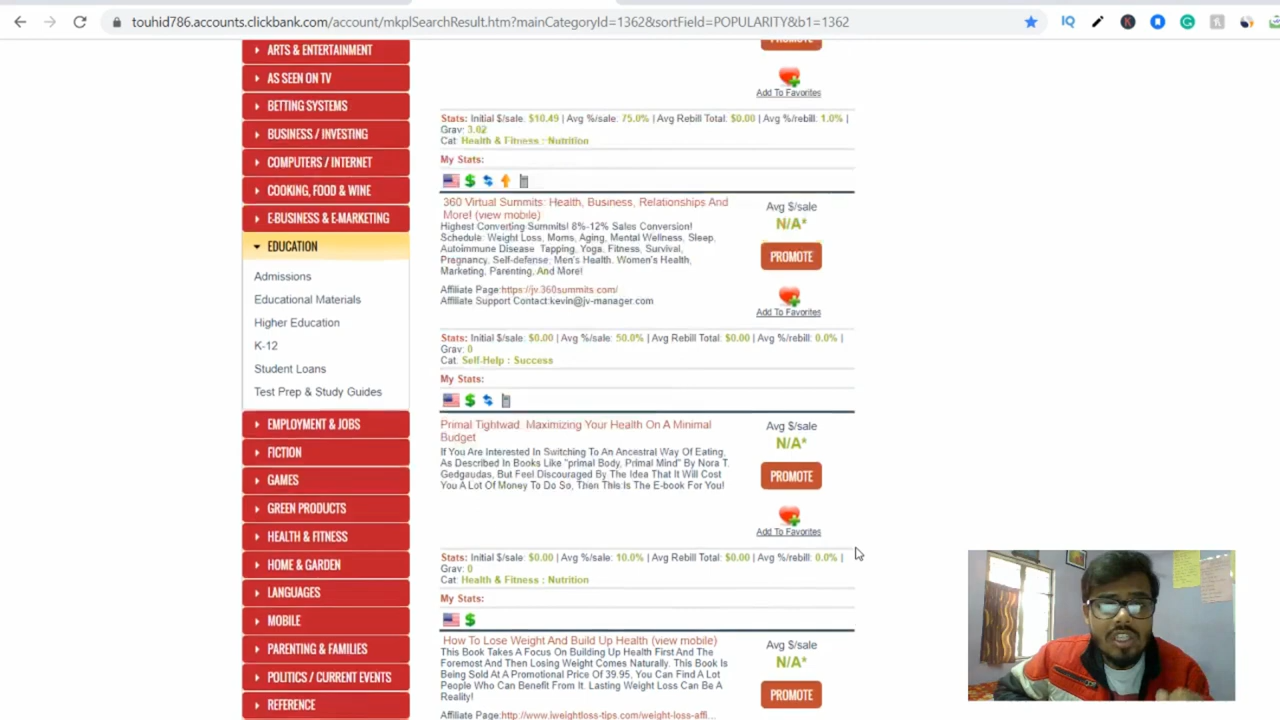 touhid786.accounts.clickbank.com/account/mkplSearchResult.htm?mainCategoryId=1362&sortField=POPULARITY&b1=1362
ARTS & ENTERTAINMENT
AS SEEN ON TV
BETTING SYSTEMS
BUSINESS / INVESTING
COMPUTERS / INTERNET
COOKING, FOOD & WINE
E-BUSINESS & E-MARKETING
EDUCATION
Admissions
Educational Materials
Higher Education
K-12
Student Loans
Test Prep & Study Guides
EMPLOYMENT & JOBS
FICTION
GAMES
GREEN PRODUCTS
HEALTH & FITNESS
HOME & GARDEN
LANGUAGES
MOBILE
PARENTING & FAMILIES
POLITICS / CURRENT EVENTS
REFERENCE
PROMOTE
Add To Favorites
Stats: Initial $/sale: $10.49 | Avg %/sale: 75.0% | Avg Rebill Total: $0.00 | Avg %/rebill: 1.0% |
Grav: 3.02
Cat: Health & Fitness : Nutrition
My Stats:
360 Virtual Summits: Health, Business, Relationships And
More! (view mobile)
Highest Converting Summits! 8%-12% Sales Conversion!
Schedule: Weight Loss, Moms, Aging, Mental Wellness, Sleep,
Autoimmune Disease Tapping, Yoga, Fitness, Survival,
Pregnancy, Self-defense, Men's Health, Women's Health,
Marketing, Parenting, And More!
Affiliate Page:https://jv.360summits.com/
Affiliate Support Contact:kevin@jv-manager.com
Avg $/sale
N/A*
PROMOTE
Add To Favorites
Stats: Initial $/sale: $0.00 | Avg %/sale: 50.0% | Avg Rebill Total: $0.00 | Avg %/rebill: 0.0% |
Grav: 0
Cat: Self-Help : Success
My Stats:
Primal Tightwad: Maximizing Your Health On A Minimal
Budget
If You Are Interested In Switching To An Ancestral Way Of Eating,
As Described In Books Like "primal Body, Primal Mind" By Nora T.
Gedgaudas, But Feel Discouraged By The Idea That It Will Cost
You A Lot Of Money To Do So, Then This Is The E-book For You!
Avg $/sale
N/A*
PROMOTE
Add To Favorites
Stats: Initial $/sale: $0.00 | Avg %/sale: 10.0% | Avg Rebill Total: $0.00 | Avg %/rebill: 0.0% |
Grav: 0
Cat: Health & Fitness : Nutrition
My Stats:
How To Lose Weight And Build Up Health (view mobile)
This Book Takes A Focus On Building Up Health First And The
Foremost And Then Losing Weight Comes Naturally. This Book Is
Being Sold At A Promotional Price Of 39.95, You Can Find A Lot
People Who Can Benefit From It. Lasting Weight Loss Can Be A
Reality!
Affiliate Page:http://www.iweightloss-tips.com/weight-loss-affi...
Avg $/sale
N/A*
PROMOTE